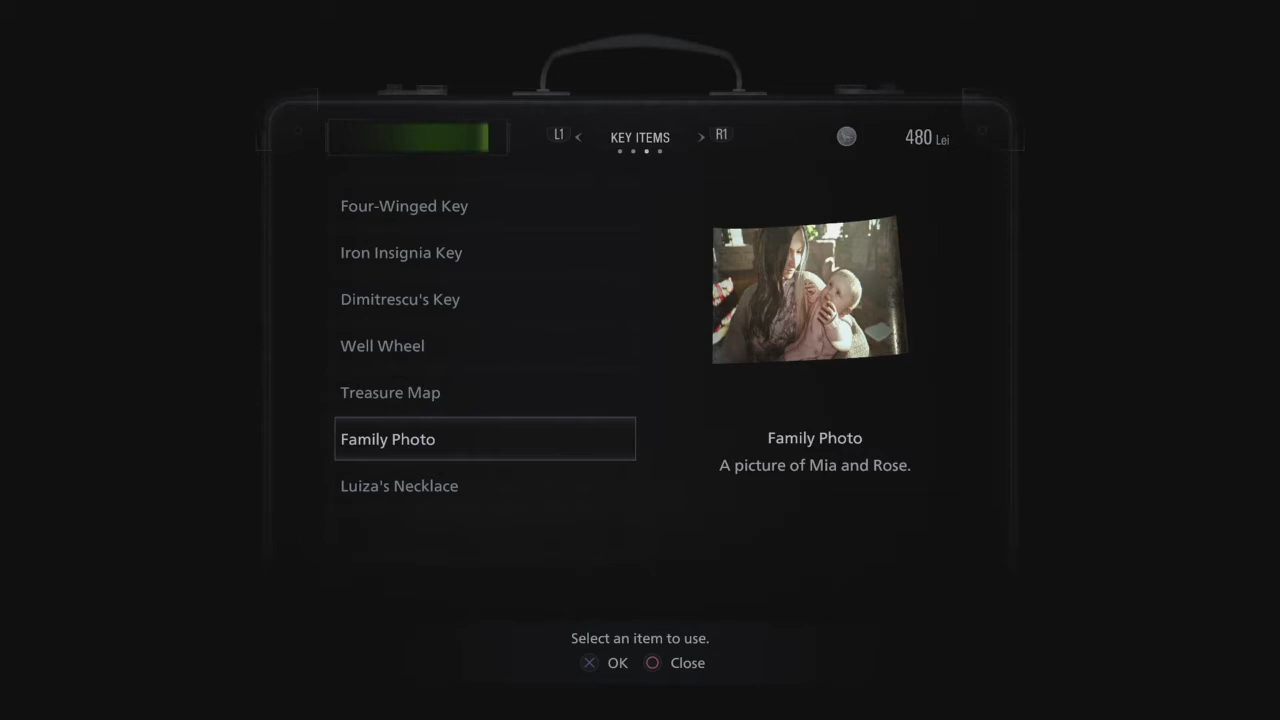 L1 KEY ITEMS R1 480 Lei
Four-Winged Key
Iron Insignia Key
Dimitrescu's Key
Well Wheel
Treasure Map
Family Photo
Luiza's Necklace
Family Photo
A picture of Mia and Rose.
Select an item to use.
OK Close